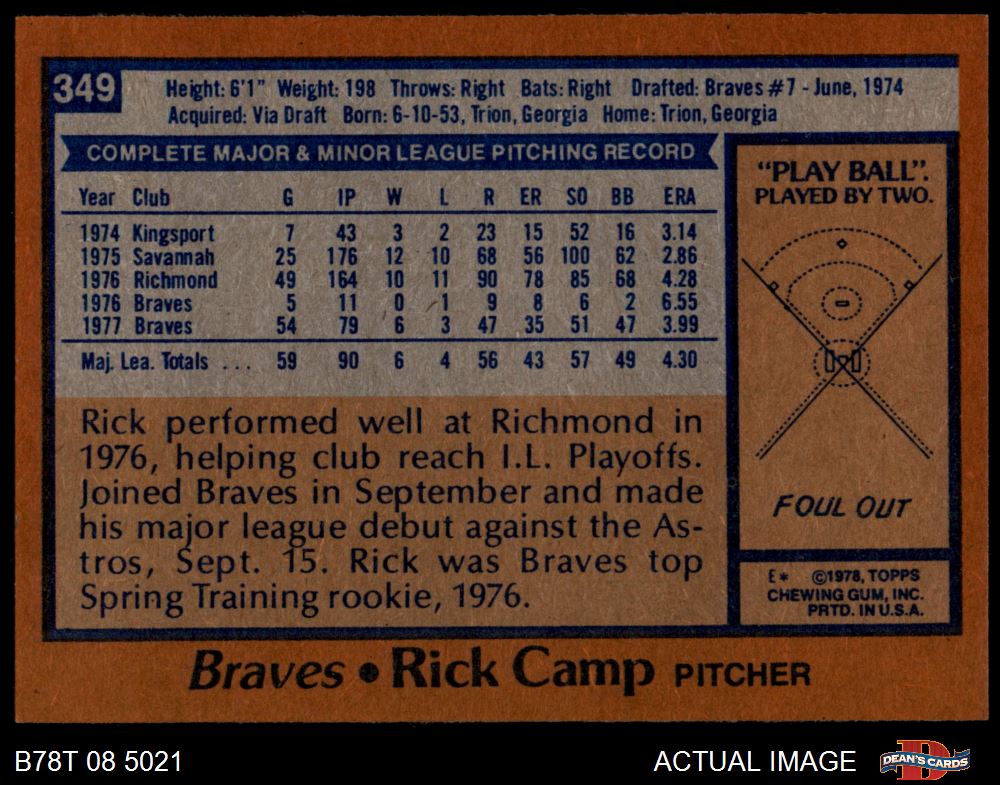 349
Height: 6'1" Weight: 198 Throws: Right Bats: Right Drafted: Braves #7 - June, 1974
Acquired: Via Draft Born: 6-10-53, Trion, Georgia Home: Trion, Georgia
COMPLETE MAJOR & MINOR LEAGUE PITCHING RECORD
Year Club G IP W L R ER SO BB ERA
1974 Kingsport 7 43 3 2 23 15 52 16 3.14
1975 Savannah 25 176 12 10 68 56 100 62 2.86
1976 Richmond 49 164 10 11 90 78 85 68 4.28
1976 Braves 5 11 0 1 9 8 6 2 6.55
1977 Braves 54 79 6 3 47 35 51 47 3.99
Maj. Lea. Totals ... 59 90 6 4 56 43 57 49 4.30
Rick performed well at Richmond in
1976, helping club reach I.L. Playoffs.
Joined Braves in September and made
his major league debut against the As-
tros, Sept. 15. Rick was Braves top
Spring Training rookie, 1976.
"PLAY BALL".
PLAYED BY TWO.
FOUL OUT
E* ©1978, TOPPS
CHEWING GUM, INC.
PRTD. IN U.S.A.
Braves • Rick Camp PITCHER
B78T 08 5021
ACTUAL IMAGE
D
DEAN'S CARDS